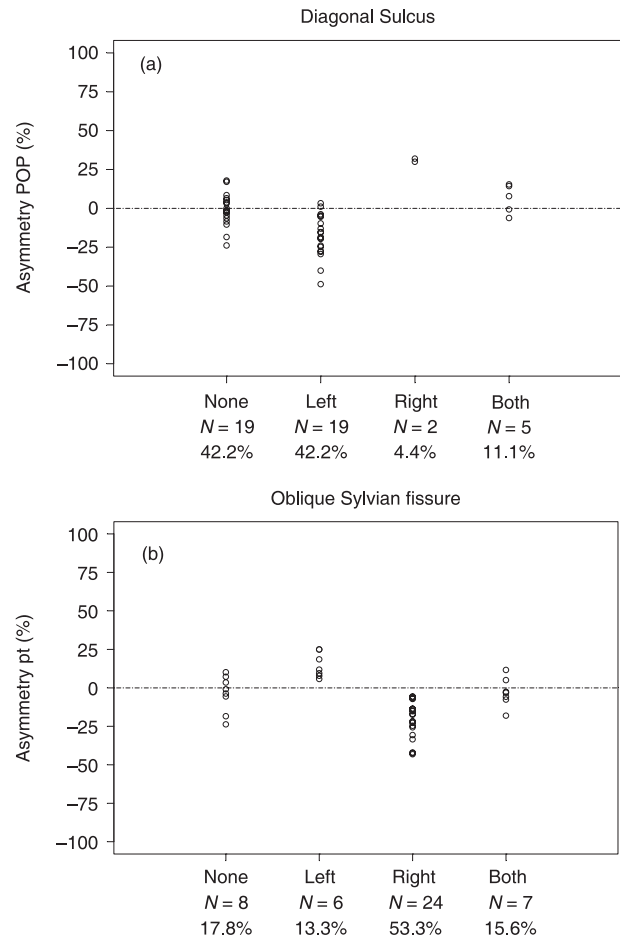 Diagonal Sulcus
(a)
Asymmetry POP (%)
100
75
50
25
0
−25
−50
−75
−100
None Left Right Both
N = 19 N = 19 N = 2 N = 5
42.2% 42.2% 4.4% 11.1%
Oblique Sylvian fissure
(b)
Asymmetry pt (%)
100
75
50
25
0
−25
−50
−75
−100
None Left Right Both
N = 8 N = 6 N = 24 N = 7
17.8% 13.3% 53.3% 15.6%